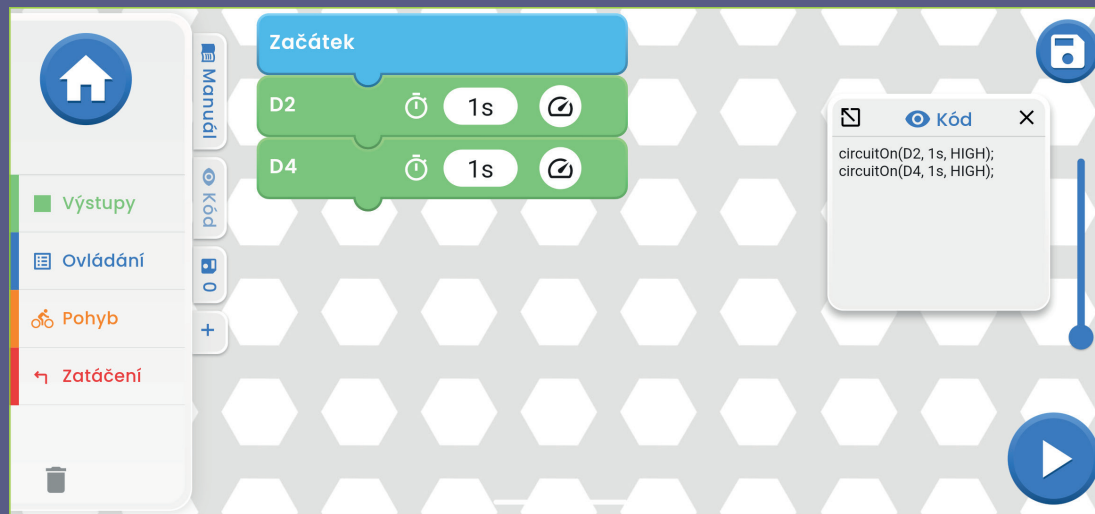 Začátek
D2 1s
D4 1s
Manuál
Kód
0
+
Výstupy
Ovládání
Pohyb
Zatáčení
Kód
circuitOn(D2, 1s, HIGH);
circuitOn(D4, 1s, HIGH);